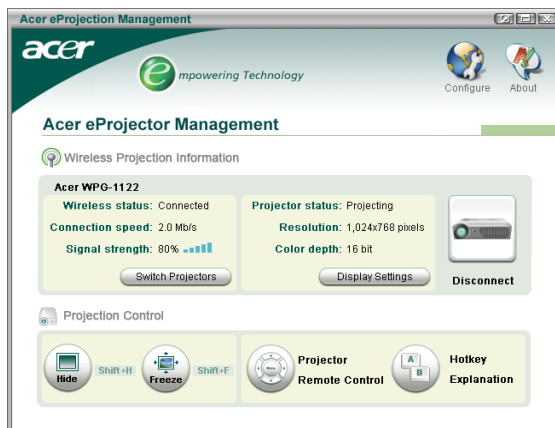 Acer eProjection Management
acer
e mpowering Technology
Configure
About
Acer eProjector Management
Wireless Projection Information
Acer WPG-1122
Wireless status: Connected
Connection speed: 2.0 Mb/s
Signal strength: 80%
Switch Projectors
Projector status: Projecting
Resolution: 1,024x768 pixels
Color depth: 16 bit
Display Settings
Disconnect
Projection Control
Hide
Shift+H
Freeze
Shift+F
Menu
Projector
Remote Control
A
B
Hotkey
Explanation